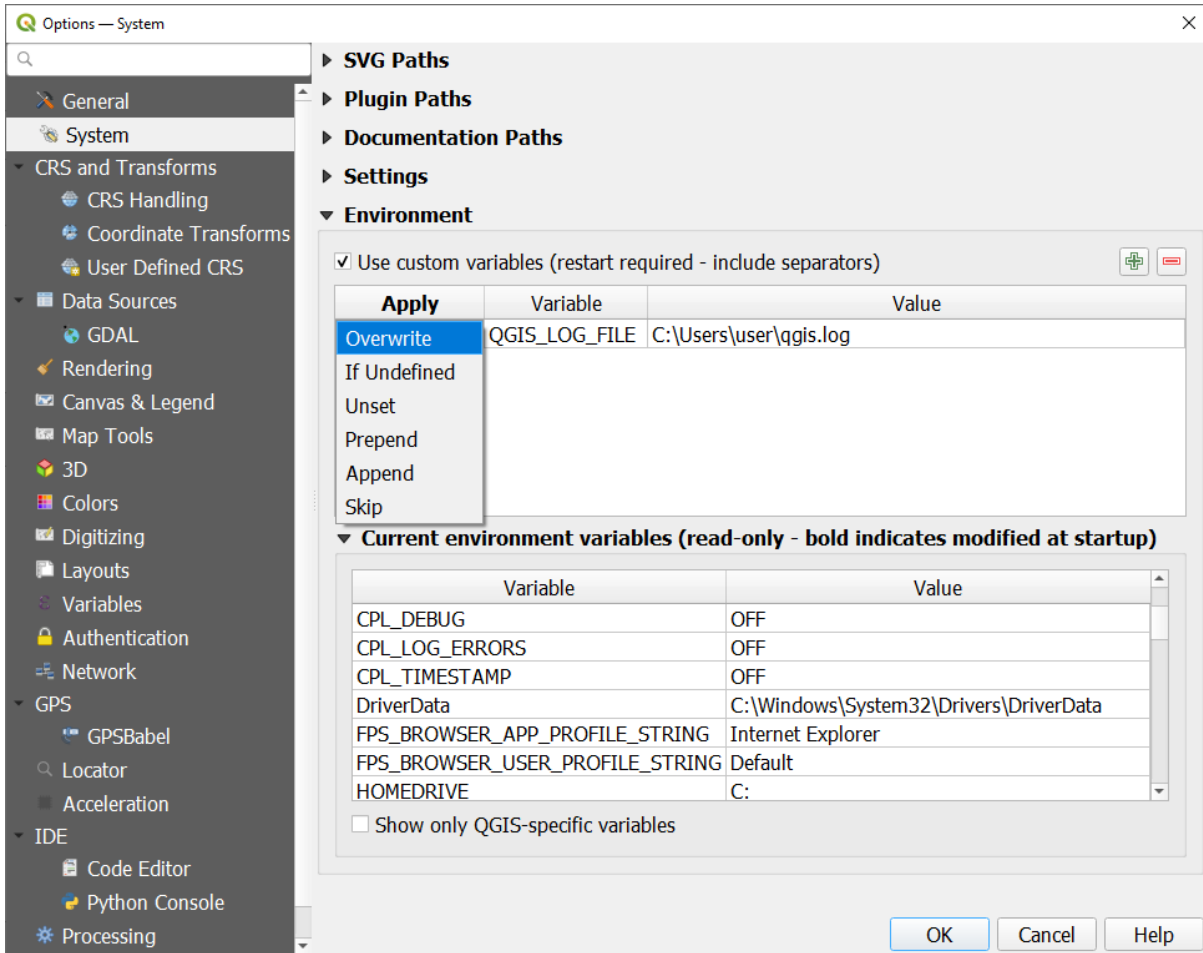 Options — System
General
System
CRS and Transforms
CRS Handling
Coordinate Transforms
User Defined CRS
Data Sources
GDAL
Rendering
Canvas & Legend
Map Tools
3D
Colors
Digitizing
Layouts
Variables
Authentication
Network
GPS
GPSBabel
Locator
Acceleration
IDE
Code Editor
Python Console
Processing
SVG Paths
Plugin Paths
Documentation Paths
Settings
Environment
Use custom variables (restart required - include separators)
Apply Variable Value
Overwrite QGIS_LOG_FILE C:\Users\user\qgis.log
If Undefined
Unset
Prepend
Append
Skip
Current environment variables (read-only - bold indicates modified at startup)
Variable Value
CPL_DEBUG OFF
CPL_LOG_ERRORS OFF
CPL_TIMESTAMP OFF
DriverData C:\Windows\System32\Drivers\DriverData
FPS_BROWSER_APP_PROFILE_STRING Internet Explorer
FPS_BROWSER_USER_PROFILE_STRING Default
HOMEDRIVE C:
Show only QGIS-specific variables
OK Cancel Help